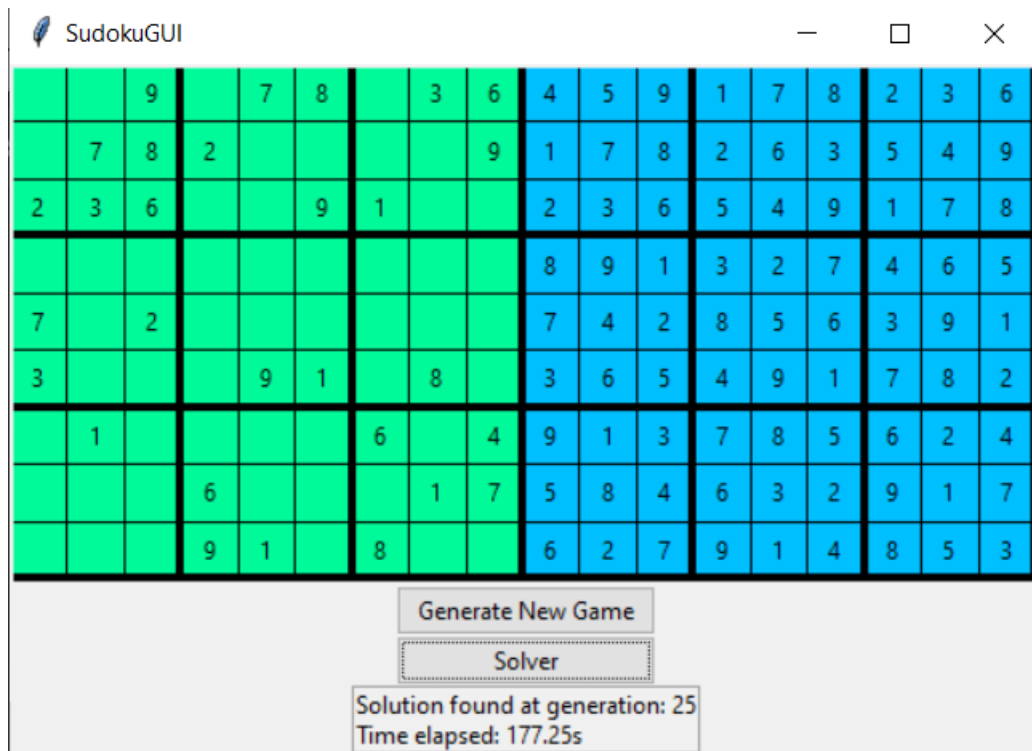 SudokuGUI
9 7 8 3 6 4 5 9 1 7 8 2 3 6
7 8 2 9 1 7 8 2 6 3 5 4 9
2 3 6 9 1 2 3 6 5 4 9 1 7 8
8 9 1 3 2 7 4 6 5
7 2 7 4 2 8 5 6 3 9 1
3 9 1 8 3 6 5 4 9 1 7 8 2
1 6 4 9 1 3 7 8 5 6 2 4
6 1 7 5 8 4 6 3 2 9 1 7
9 1 8 6 2 7 9 1 4 8 5 3
Generate New Game
Solver
Solution found at generation: 25
Time elapsed: 177.25s